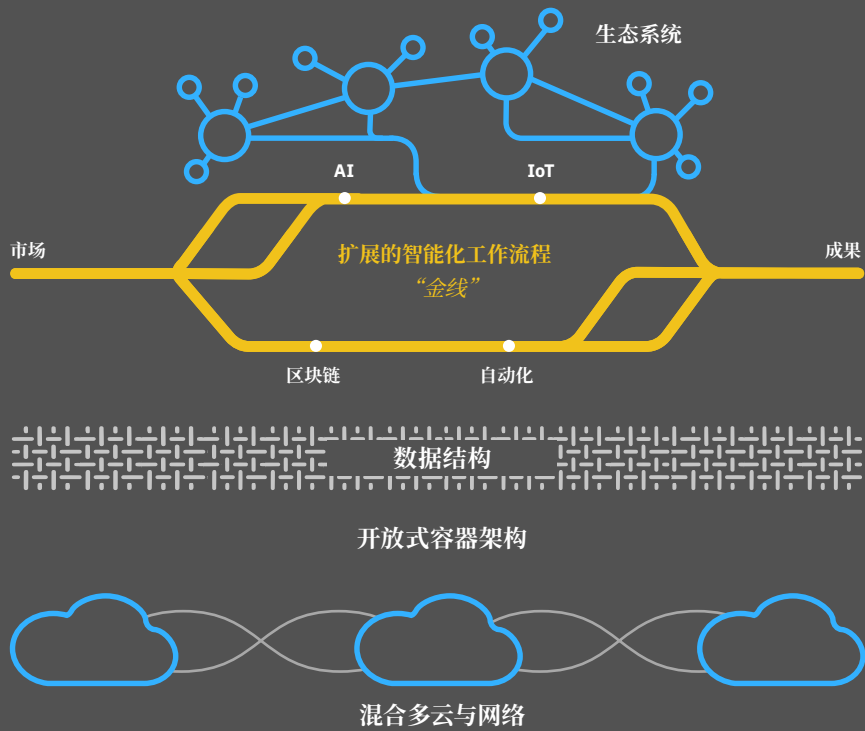 生态系统
AI
IoT
市场
成果
扩展的智能化工作流程
“金线”
区块链
自动化
数据结构
开放式容器架构
混合多云与网络